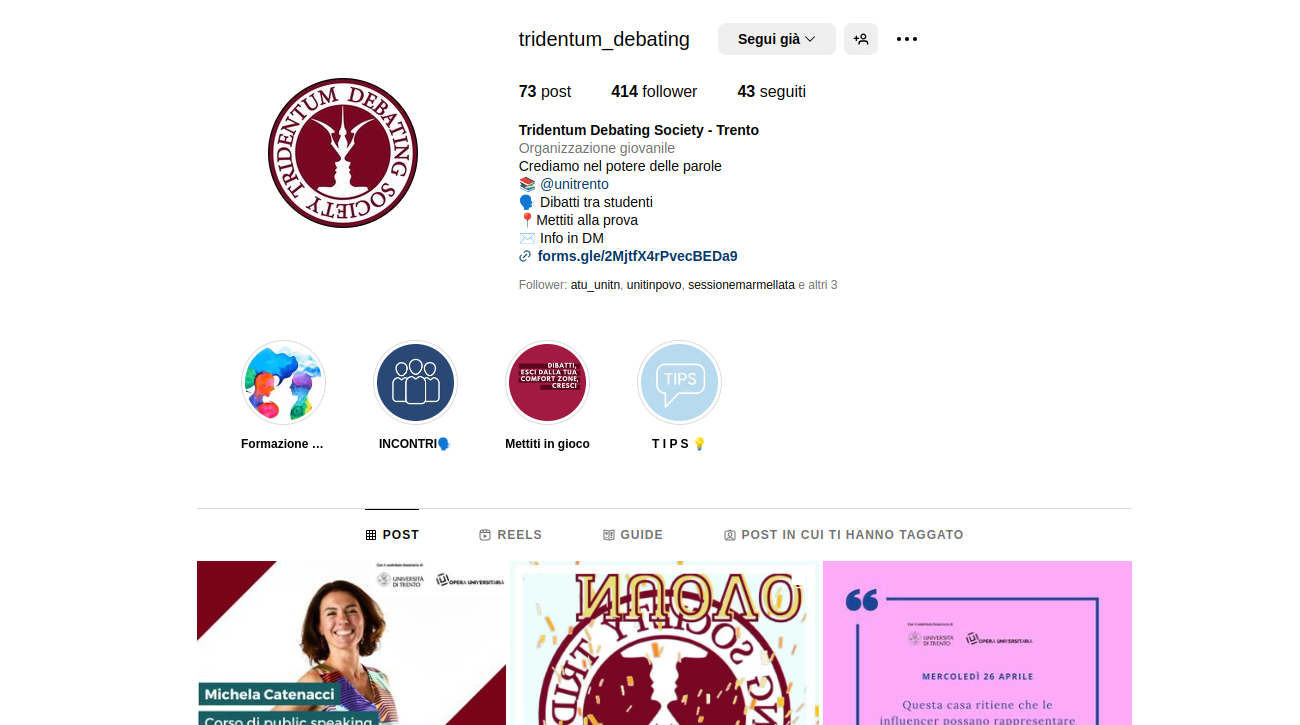 tridentum_debating
Segui già
73 post 414 follower 43 seguiti
Tridentum Debating Society - Trento
Organizzazione giovanile
Crediamo nel potere delle parole
📚 @unitrento
🗣️ Dibatti tra studenti
📍Mettiti alla prova
✉️ Info in DM
forms.gle/2MjtfX4rPvecBEDa9
Follower: atu_unitn, unitinpovo, sessionemarmellata e altri 3
TRIDENTUM DEBATING SOCIETY
DIBATTI,
ESCI DALLA TUA
COMFORT ZONE,
CRESCI
TIPS
Formazione …
INCONTRI🗣️
Mettiti in gioco
T I P S 💡
POST
REELS
GUIDE
POST IN CUI TI HANNO TAGGATO
Con il contributo finanziario di
UNIVERSITÀ
DI TRENTO
OPERA UNIVERSITARIA
Michela Catenacci
Corso di public speaking
NUOVO
SOCIETY
TRID
NG
Con il contributo finanziario di
UNIVERSITÀ
DI TRENTO
OPERA UNIVERSITARIA
MERCOLEDÌ 26 APRILE
Questa casa ritiene che le
influencer possano rappresentare